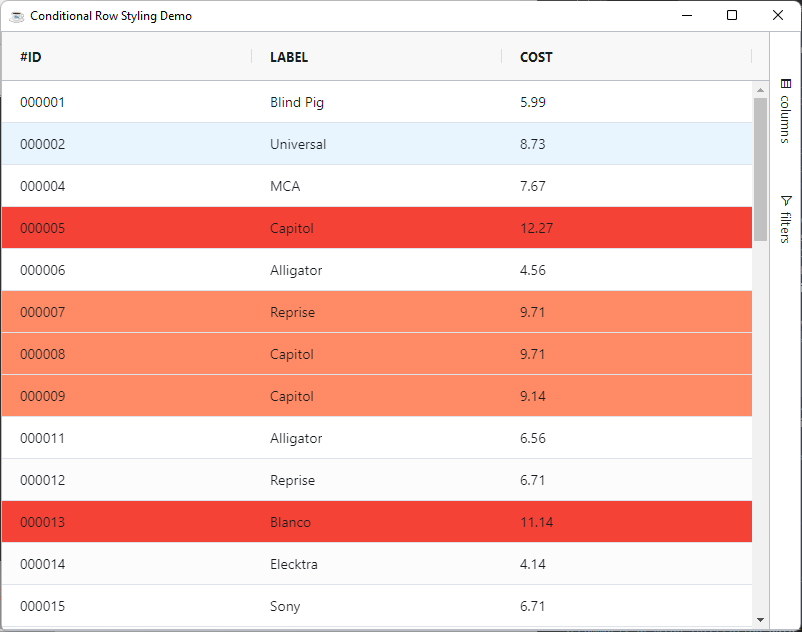 Conditional Row Styling Demo
#ID LABEL COST
000001 Blind Pig 5.99
000002 Universal 8.73
000004 MCA 7.67
000005 Capitol 12.27
000006 Alligator 4.56
000007 Reprise 9.71
000008 Capitol 9.71
000009 Capitol 9.14
000011 Alligator 6.56
000012 Reprise 6.71
000013 Blanco 11.14
000014 Elecktra 4.14
000015 Sony 6.71
columns
filters